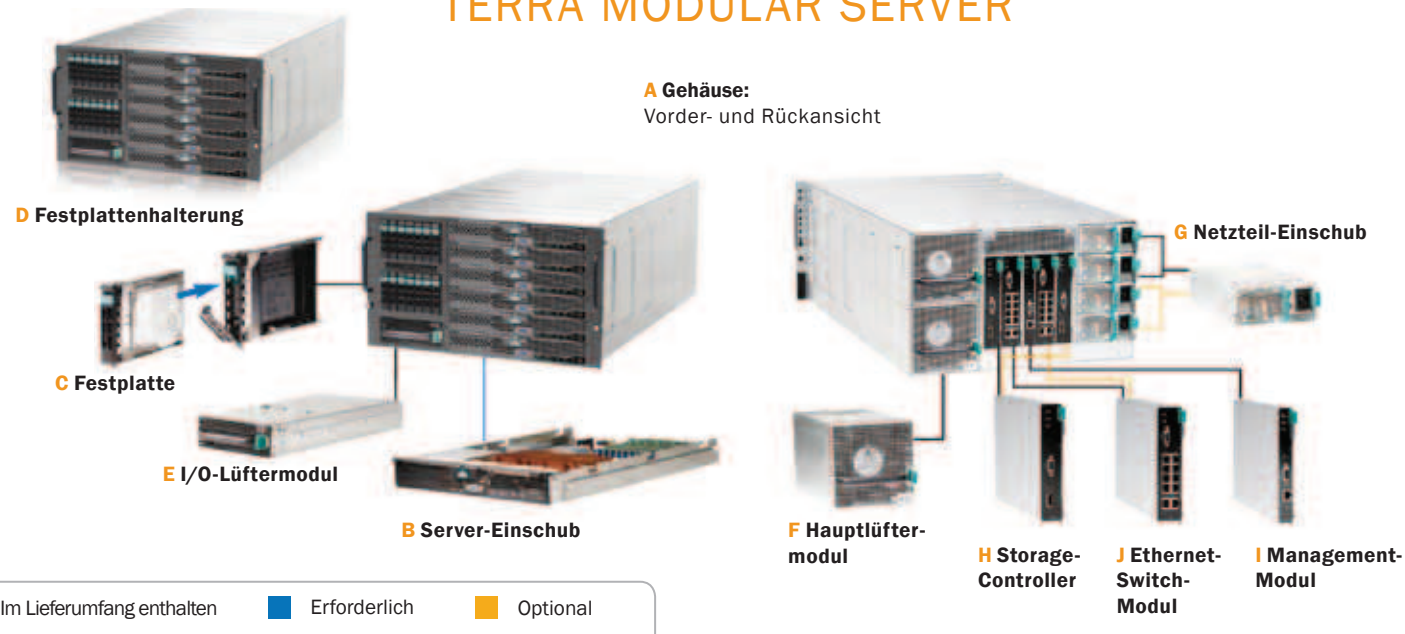 TERRA MODULAR SERVER
A Gehäuse:
Vorder- und Rückansicht
D Festplattenhalterung
G Netzteil-Einschub
C Festplatte
E I/O-Lüftermodul
B Server-Einschub
F Hauptlüfter-
modul
H Storage-
Controller
J Ethernet-
Switch-
Modul
I Management-
Modul
Im Lieferumfang enthalten
Erforderlich
Optional